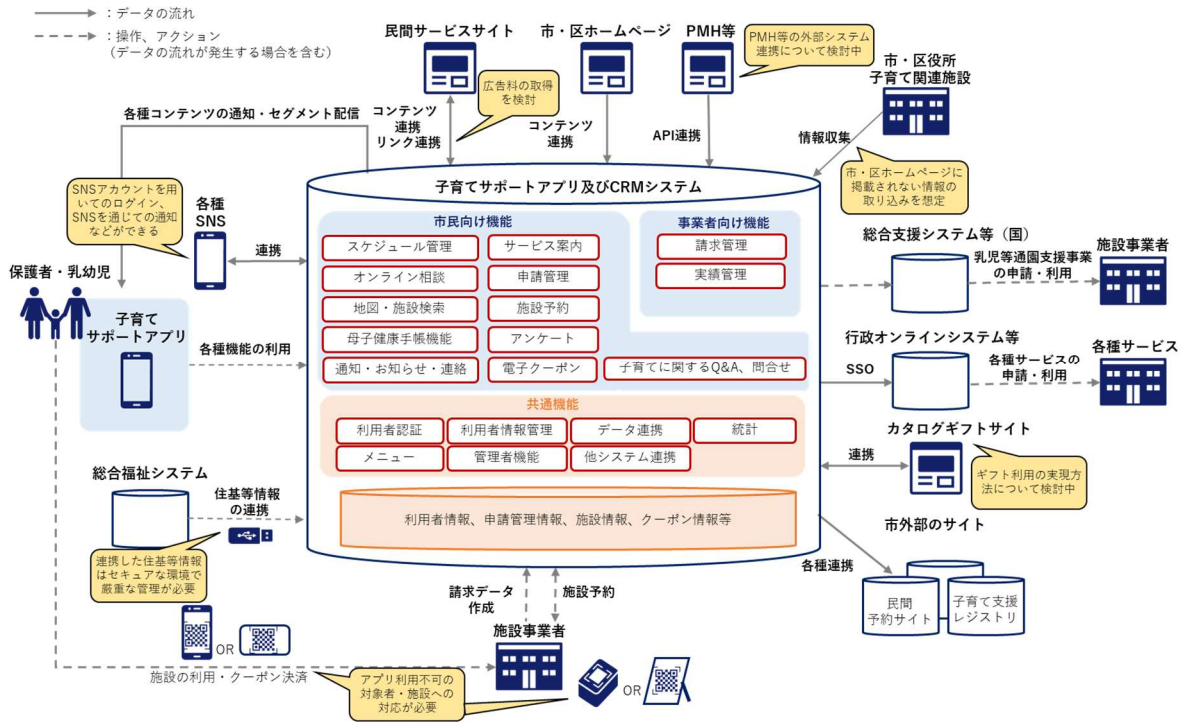 ：データの流れ
：操作、アクション
（データの流れが発生する場合を含む）
民間サービスサイト
市・区ホームページ
PMH等
PMH等の外部システム
連携について検討中
市・区役所
子育て関連施設
広告料の取得
を検討
各種コンテンツの通知・セグメント配信
コンテンツ
連携
リンク連携
コンテンツ
連携
API連携
情報収集
市・区ホームページに
掲載されない情報の
取り込みを想定
SNSアカウントを用
いてのログイン、
SNSを通じての通知
などができる
各種
SNS
連携
子育てサポートアプリ及びCRMシステム
市民向け機能
スケジュール管理
サービス案内
オンライン相談
申請管理
地図・施設検索
施設予約
母子健康手帳機能
アンケート
通知・お知らせ・連絡
電子クーポン
子育てに関するQ&A、問合せ
事業者向け機能
請求管理
実績管理
総合支援システム等（国）
乳児等通園支援事業
の申請・利用
施設事業者
保護者・乳幼児
子育て
サポートアプリ
各種機能の利用
行政オンラインシステム等
SSO
各種サービスの
申請・利用
各種サービス
共通機能
利用者認証
利用者情報管理
データ連携
統計
メニュー
管理者機能
他システム連携
カタログギフトサイト
連携
ギフト利用の実現方
法について検討中
総合福祉システム
住基等情報
の連携
利用者情報、申請管理情報、施設情報、クーポン情報等
連携した住基等情報
はセキュアな環境で
厳重な管理が必要
市外部のサイト
各種連携
民間
予約サイト
子育て支援
レジストリ
請求データ
作成
施設予約
施設事業者
OR
施設の利用・クーポン決済
アプリ利用不可の
対象者・施設への
対応が必要
OR